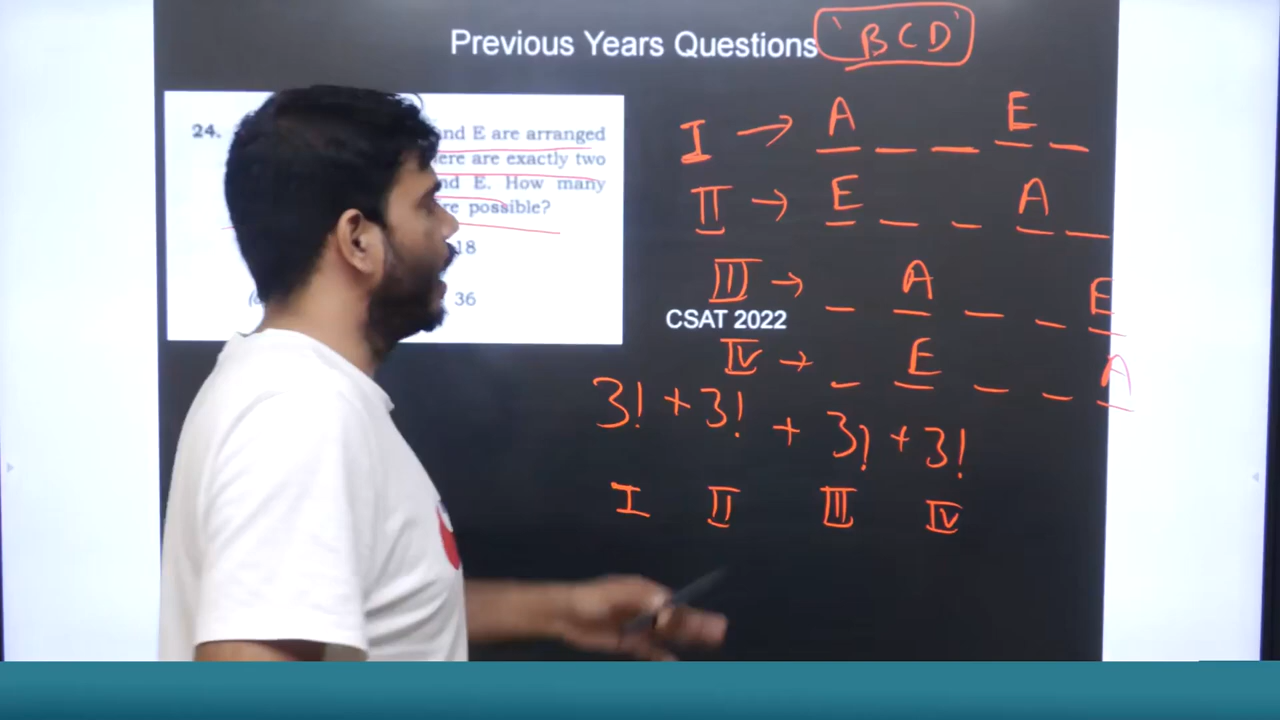 Previous Years Questions 'BCD'
24. and E are arranged
ere are exactly two
nd E. How many
re possible?
18
36
CSAT 2022
I → A _ _ E _
II → E _ _ A _
III → _ A _ _ E
IV → _ E _ _ A
3! + 3! + 3! + 3!
I II III IV